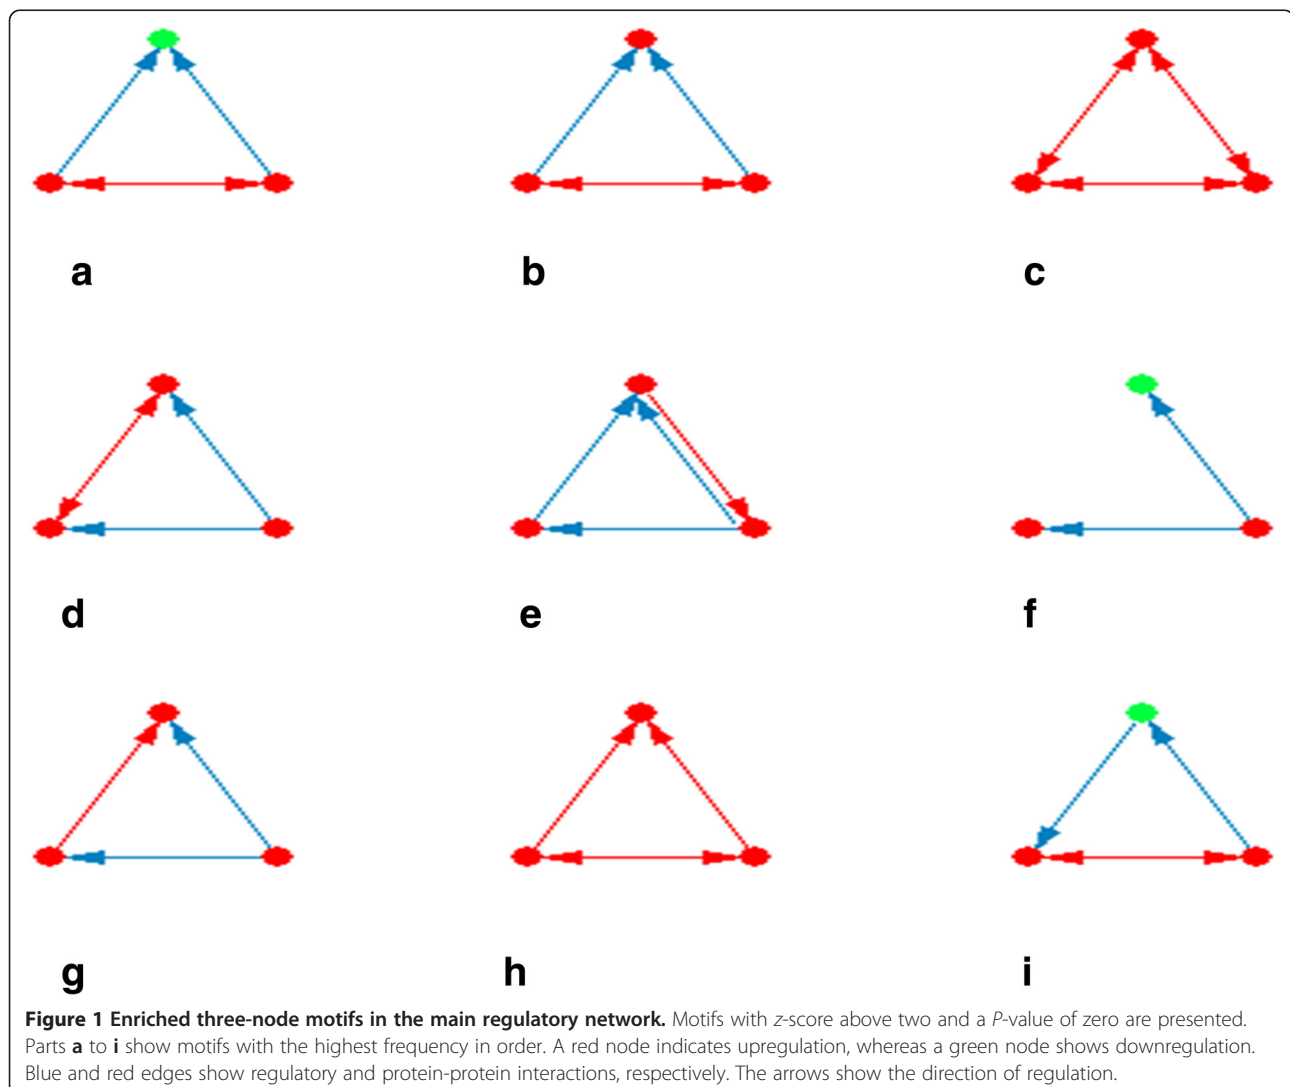 a b c
d e f
g h i
Figure 1 Enriched three-node motifs in the main regulatory network. Motifs with z-score above two and a P-value of zero are presented.
Parts a to i show motifs with the highest frequency in order. A red node indicates upregulation, whereas a green node shows downregulation.
Blue and red edges show regulatory and protein-protein interactions, respectively. The arrows show the direction of regulation.